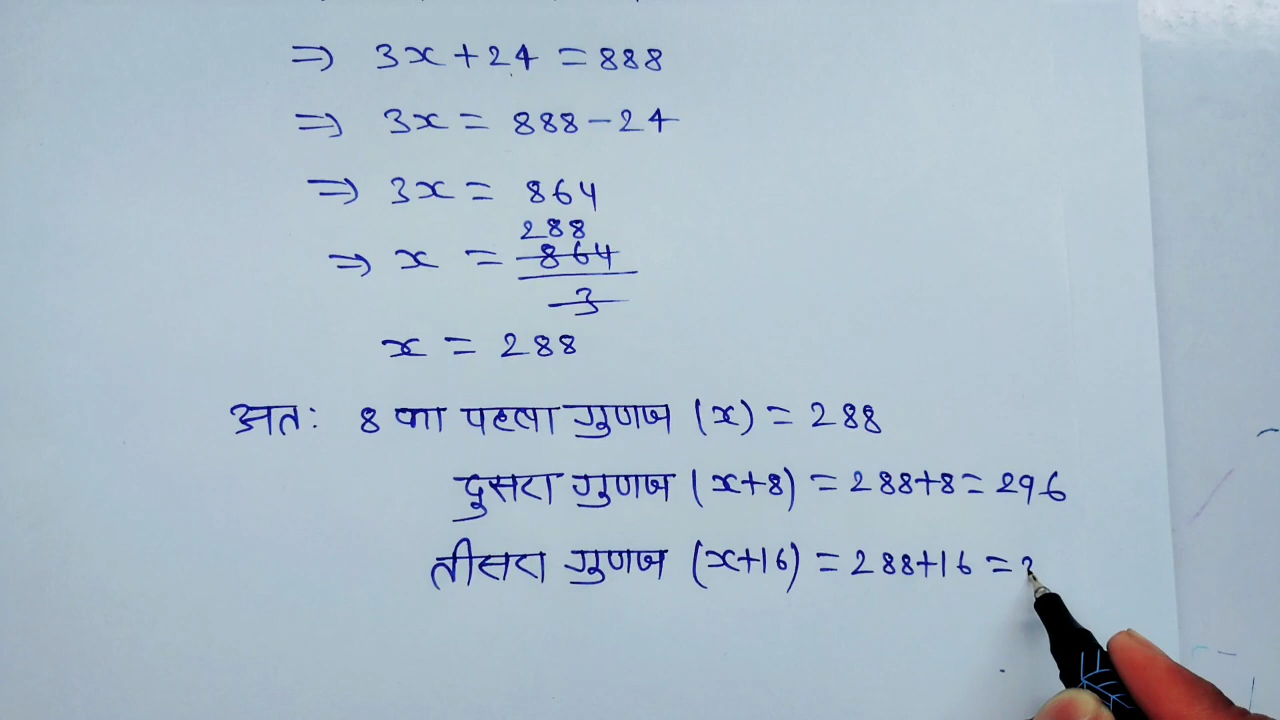 ⇒ 3x+24 = 888
⇒ 3x = 888-24
⇒ 3x = 864
288
⇒ x = 864
3
x = 288
अतः 8 का पहला गुणज (x) = 288
दुसरा गुणज (x+8) = 288+8 = 296
तीसरा गुणज (x+16) = 288+16 =